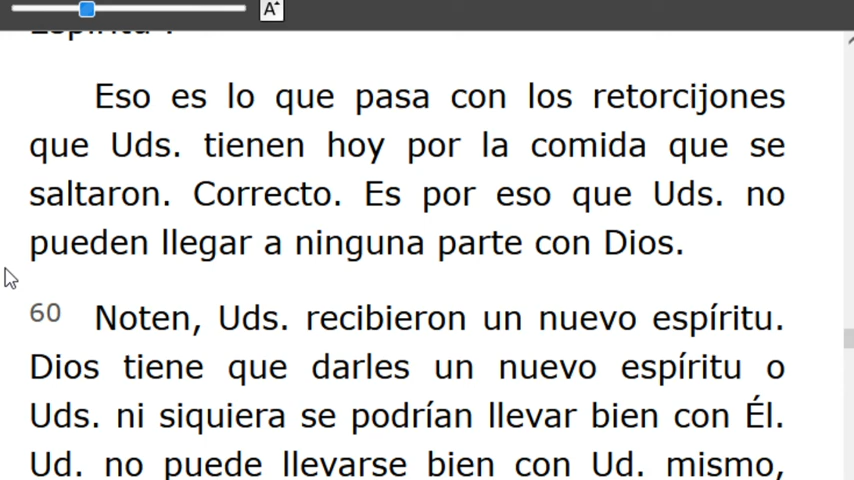 Eso es lo que pasa con los retorcijones
que Uds. tienen hoy por la comida que se
saltaron. Correcto. Es por eso que Uds. no
pueden llegar a ninguna parte con Dios.
60 Noten, Uds. recibieron un nuevo espíritu.
Dios tiene que darles un nuevo espíritu o
Uds. ni siquiera se podrían llevar bien con Él.
Ud. no puede llevarse bien con Ud. mismo,